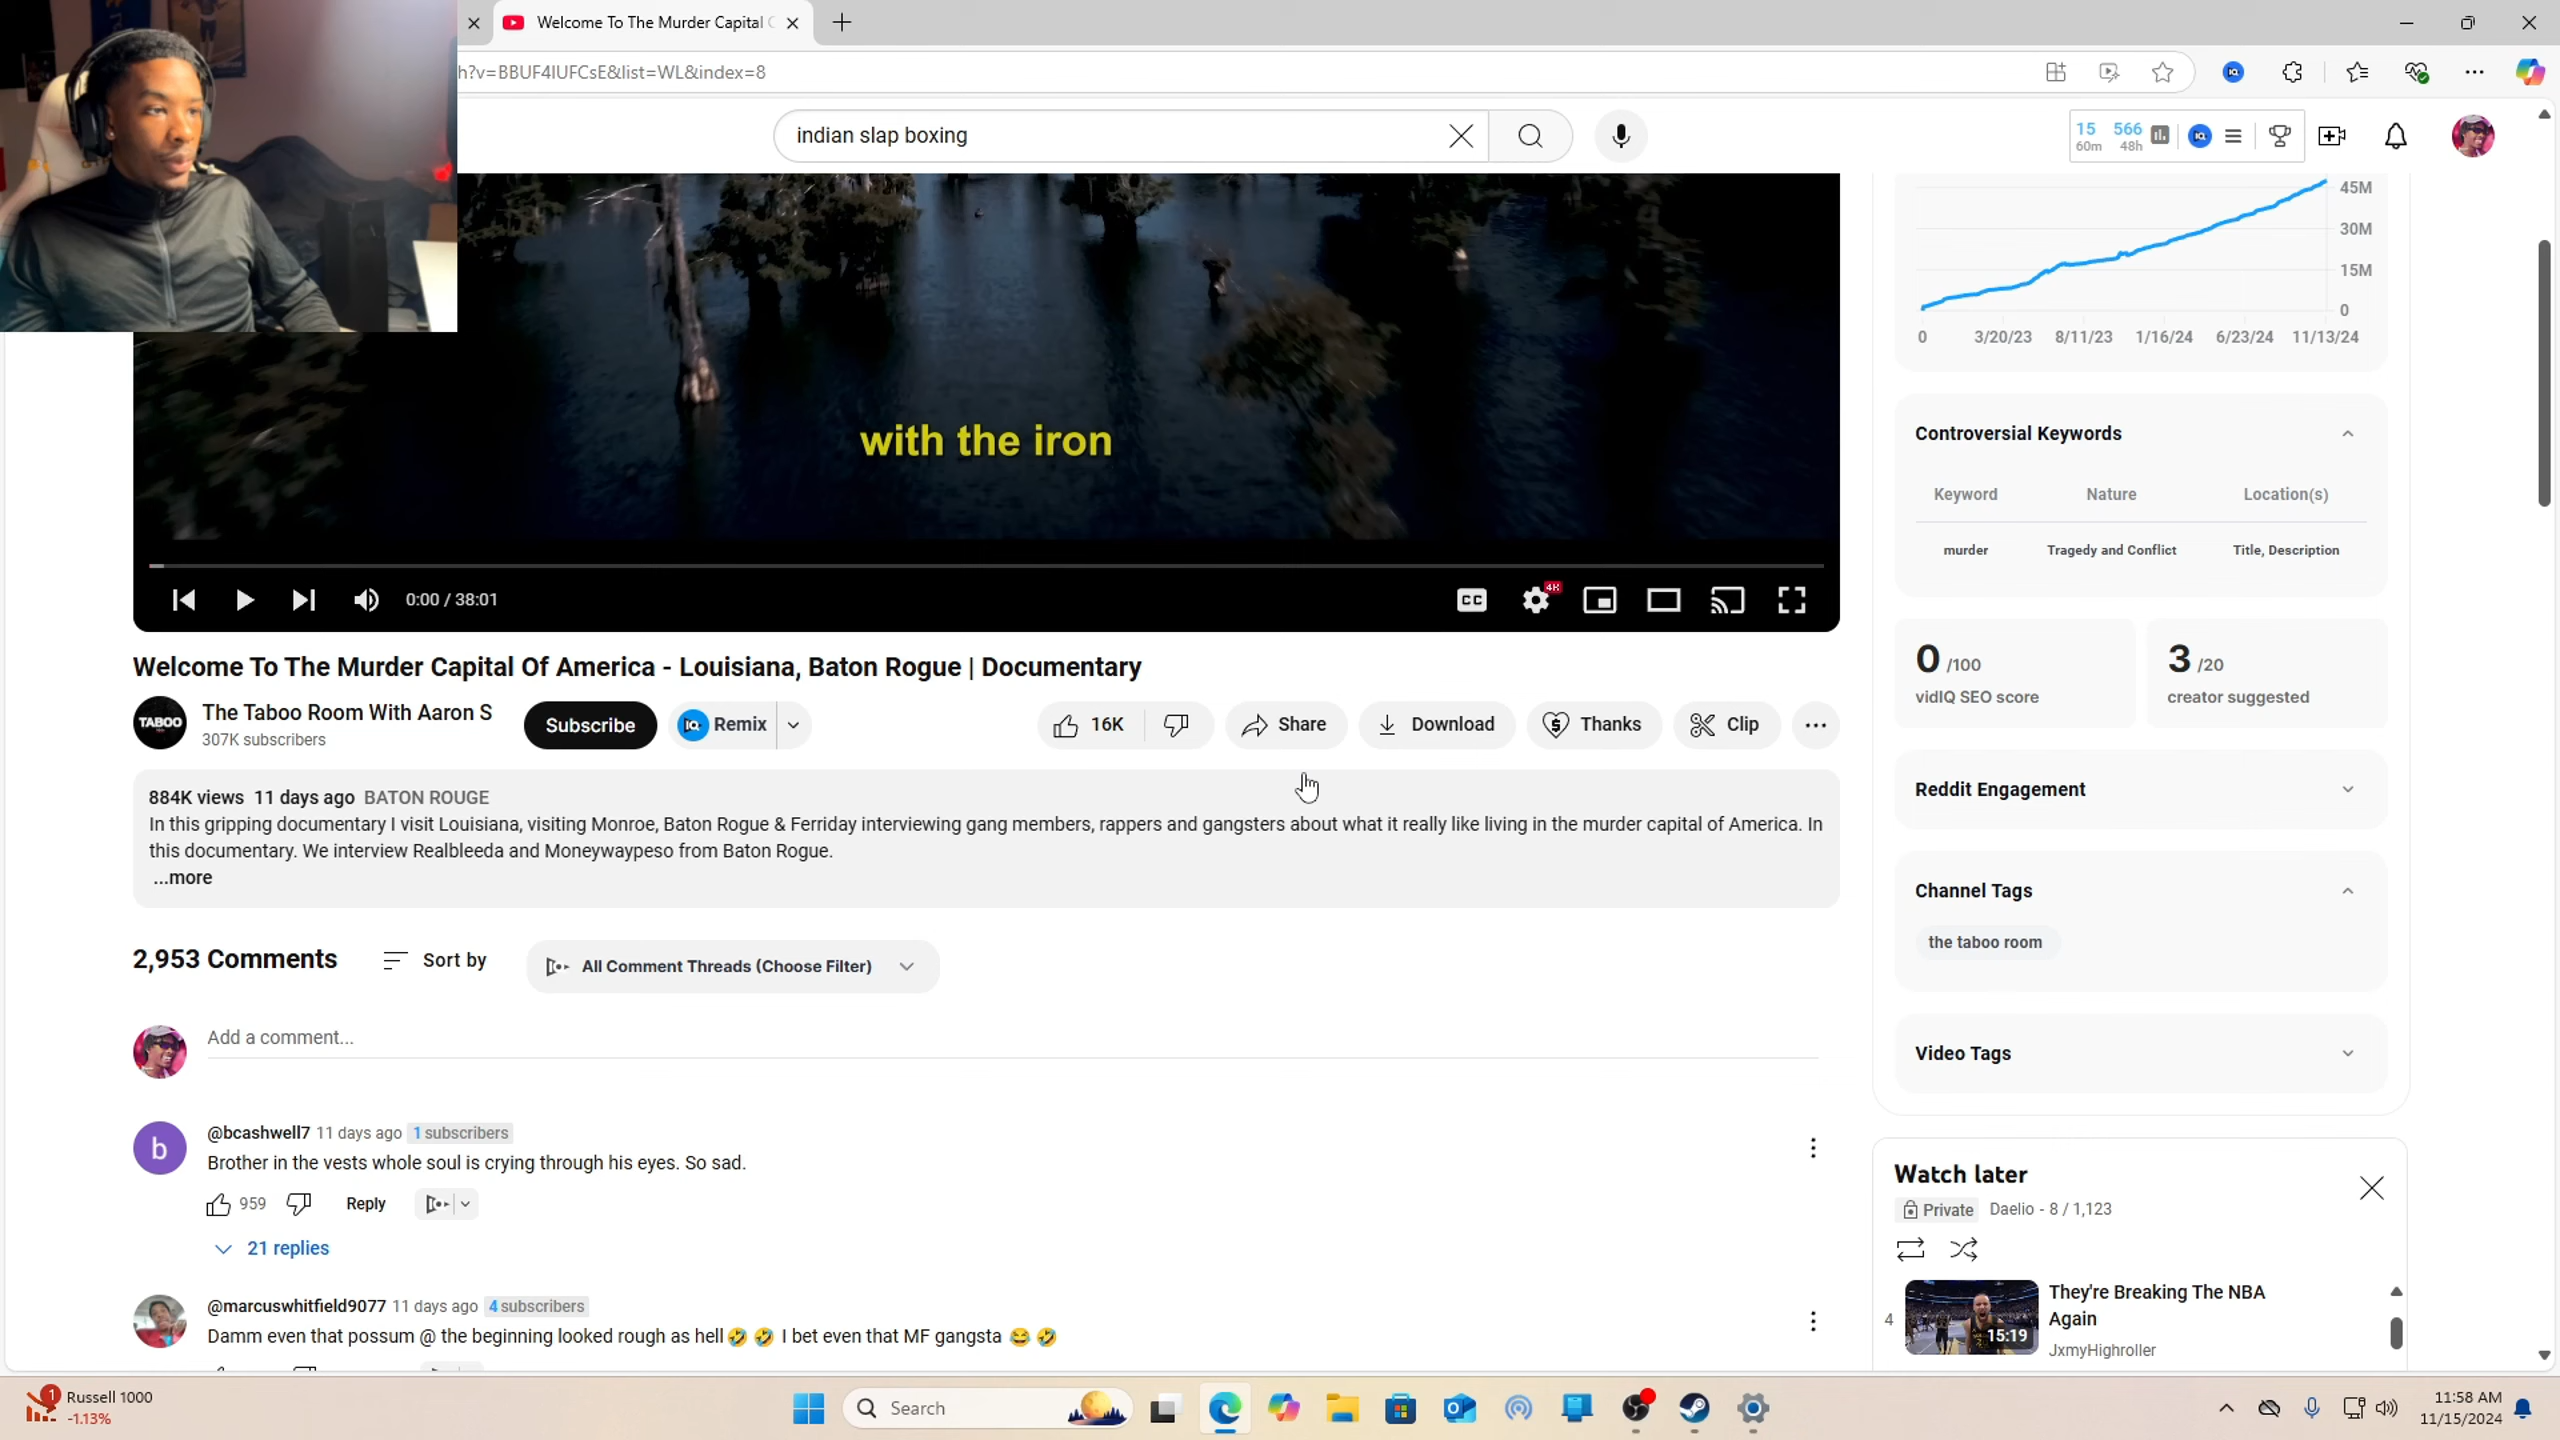 Welcome To The Murder Capital
h?v=BBUF4IUFCsE&list=WL&index=8
indian slap boxing
15 566
60m 48h
45M
30M
15M
0
0 3/20/23 8/11/23 1/16/24 6/23/24 11/13/24
with the iron
Controversial Keywords
Keyword Nature Location(s)
murder Tragedy and Conflict Title, Description
CC 4K
0:00 / 38:01
0 /100
vidIQ SEO score
3 /20
creator suggested
Welcome To The Murder Capital Of America - Louisiana, Baton Rogue | Documentary
TABOO
The Taboo Room With Aaron S
307K subscribers
Subscribe
Remix
16K
Share
Download
Thanks
Clip
Reddit Engagement
884K views 11 days ago BATON ROUGE
In this gripping documentary I visit Louisiana, visiting Monroe, Baton Rogue & Ferriday interviewing gang members, rappers and gangsters about what it really like living in the murder capital of America. In
this documentary. We interview Realbleeda and Moneywaypeso from Baton Rogue.
...more
Channel Tags
the taboo room
2,953 Comments Sort by All Comment Threads (Choose Filter)
Video Tags
Add a comment...
b
@bcashwell7 11 days ago 1 subscribers
Brother in the vests whole soul is crying through his eyes. So sad.
959 Reply
21 replies
Watch later
Private Daelio - 8 / 1,123
4
15:19
They're Breaking The NBA
Again
JxmyHighroller
@marcuswhitfield9077 11 days ago 4 subscribers
Damm even that possum @ the beginning looked rough as hell🤣 🤣 I bet even that MF gangsta 😂 🤣
1
Russell 1000
-1.13%
Search
11:58 AM
11/15/2024